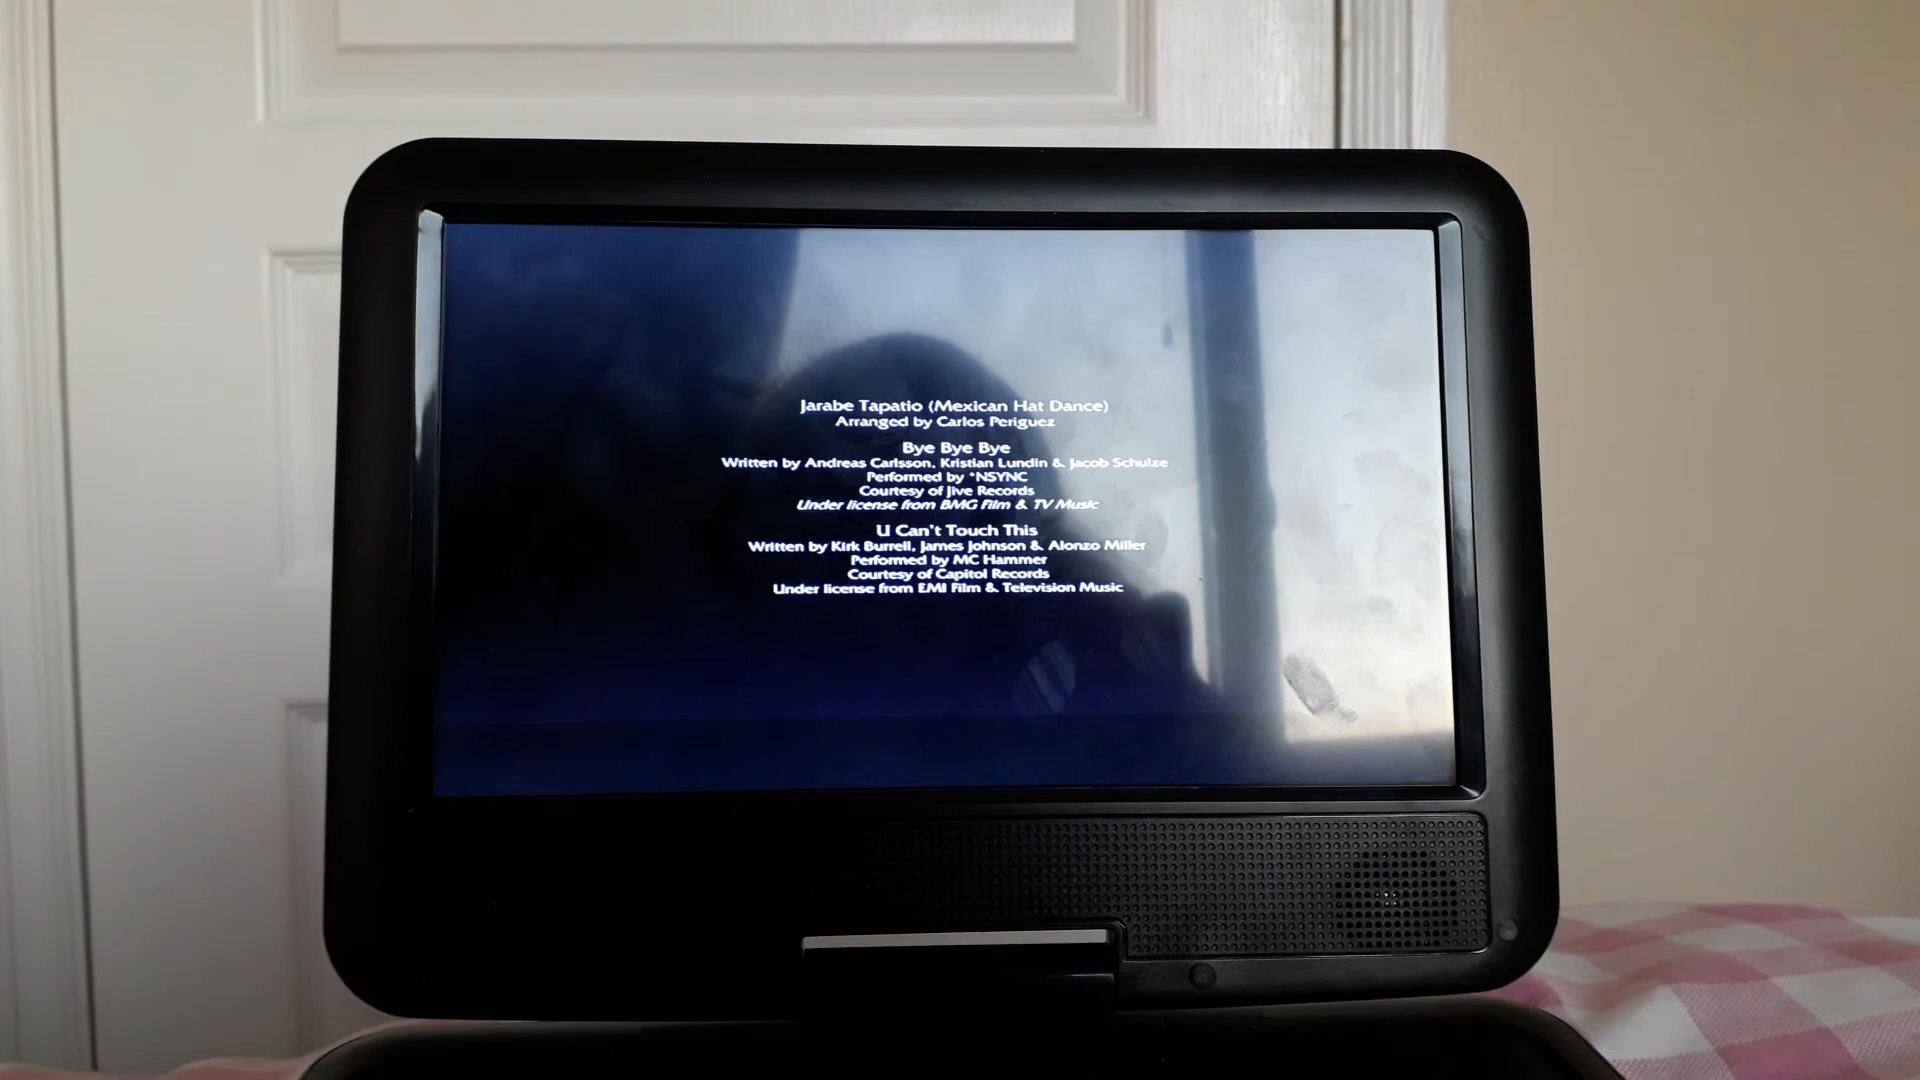 Jarabe Tapatio (Mexican Hat Dance)
Arranged by Carlos Periguez
Bye Bye Bye
Written by Andreas Carlsson, Kristian Lundin & Jacob Schulze
Performed by *NSYNC
Courtesy of Jive Records
Under license from BMG Film & TV Music
U Can't Touch This
Written by Kirk Burrell, James Johnson & Alonzo Miller
Performed by MC Hammer
Courtesy of Capitol Records
Under license from EMI Film & Television Music